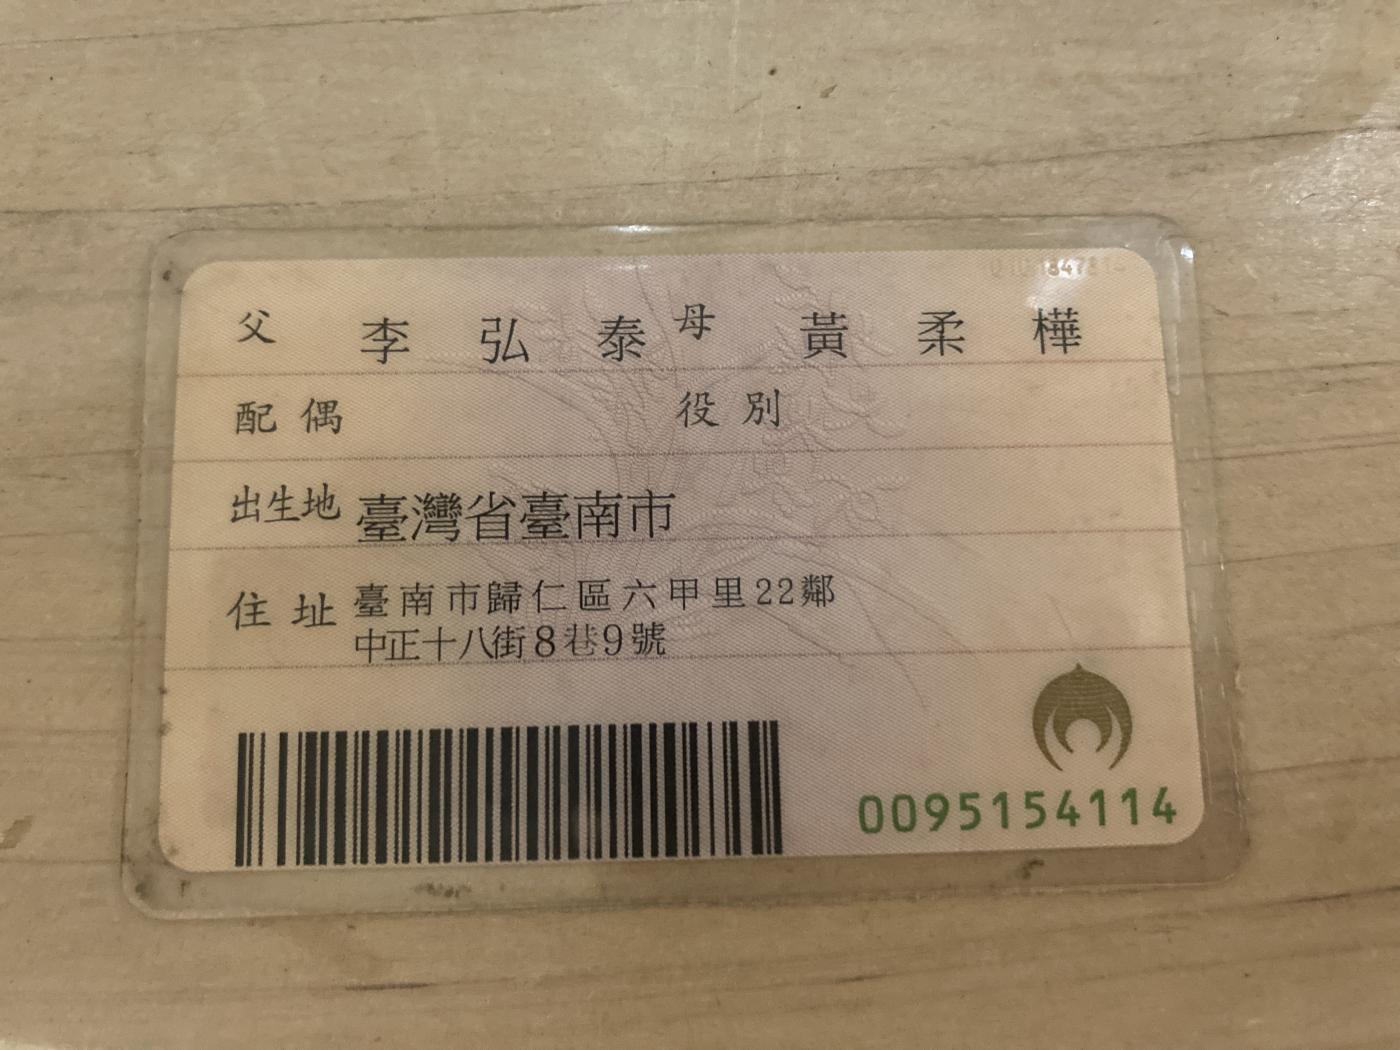 父 李弘泰 母 黃柔樺
配偶 役別
出生地 臺灣省臺南市
住址 臺南市歸仁區六甲里22鄰
中正十八街8巷9號
0095154114